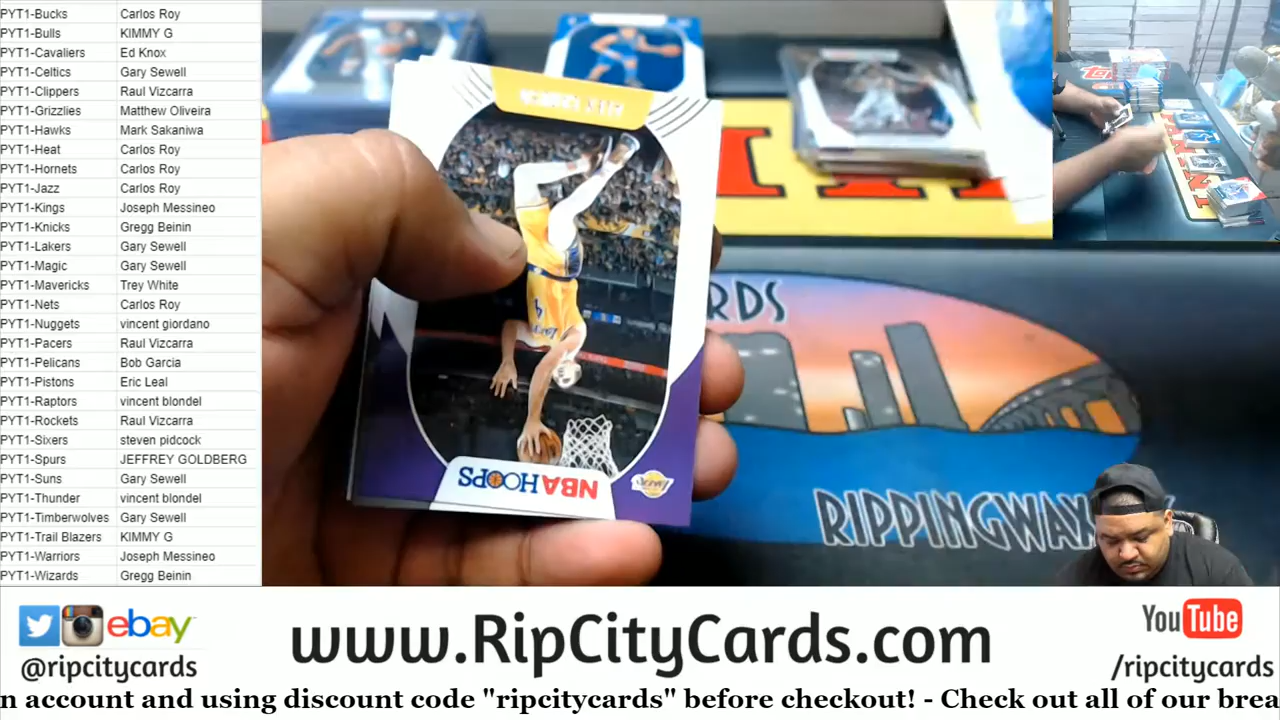 PYT1-Bucks Carlos Roy
PYT1-Bulls KIMMY G
PYT1-Cavaliers Ed Knox
PYT1-Celtics Gary Sewell
PYT1-Clippers Raul Vizcarra
PYT1-Grizzlies Matthew Oliveira
PYT1-Hawks Mark Sakaniwa
PYT1-Heat Carlos Roy
PYT1-Hornets Carlos Roy
PYT1-Jazz Carlos Roy
PYT1-Kings Joseph Messineo
PYT1-Knicks Gregg Beinin
PYT1-Lakers Gary Sewell
PYT1-Magic Gary Sewell
PYT1-Mavericks Trey White
PYT1-Nets Carlos Roy
PYT1-Nuggets vincent giordano
PYT1-Pacers Raul Vizcarra
PYT1-Pelicans Bob Garcia
PYT1-Pistons Eric Leal
PYT1-Raptors vincent blondel
PYT1-Rockets Raul Vizcarra
PYT1-Sixers steven pidcock
PYT1-Spurs JEFFREY GOLDBERG
PYT1-Suns Gary Sewell
PYT1-Thunder vincent blondel
PYT1-Timberwolves Gary Sewell
PYT1-Trail Blazers KIMMY G
PYT1-Warriors Joseph Messineo
PYT1-Wizards Gregg Beinin
NBA HOOPS
RDS
RIPPINGWAX
ebay
@ripcitycards
www.RipCityCards.com
YouTube
/ripcitycards
n account and using discount code "ripcitycards" before checkout! - Check out all of our brea